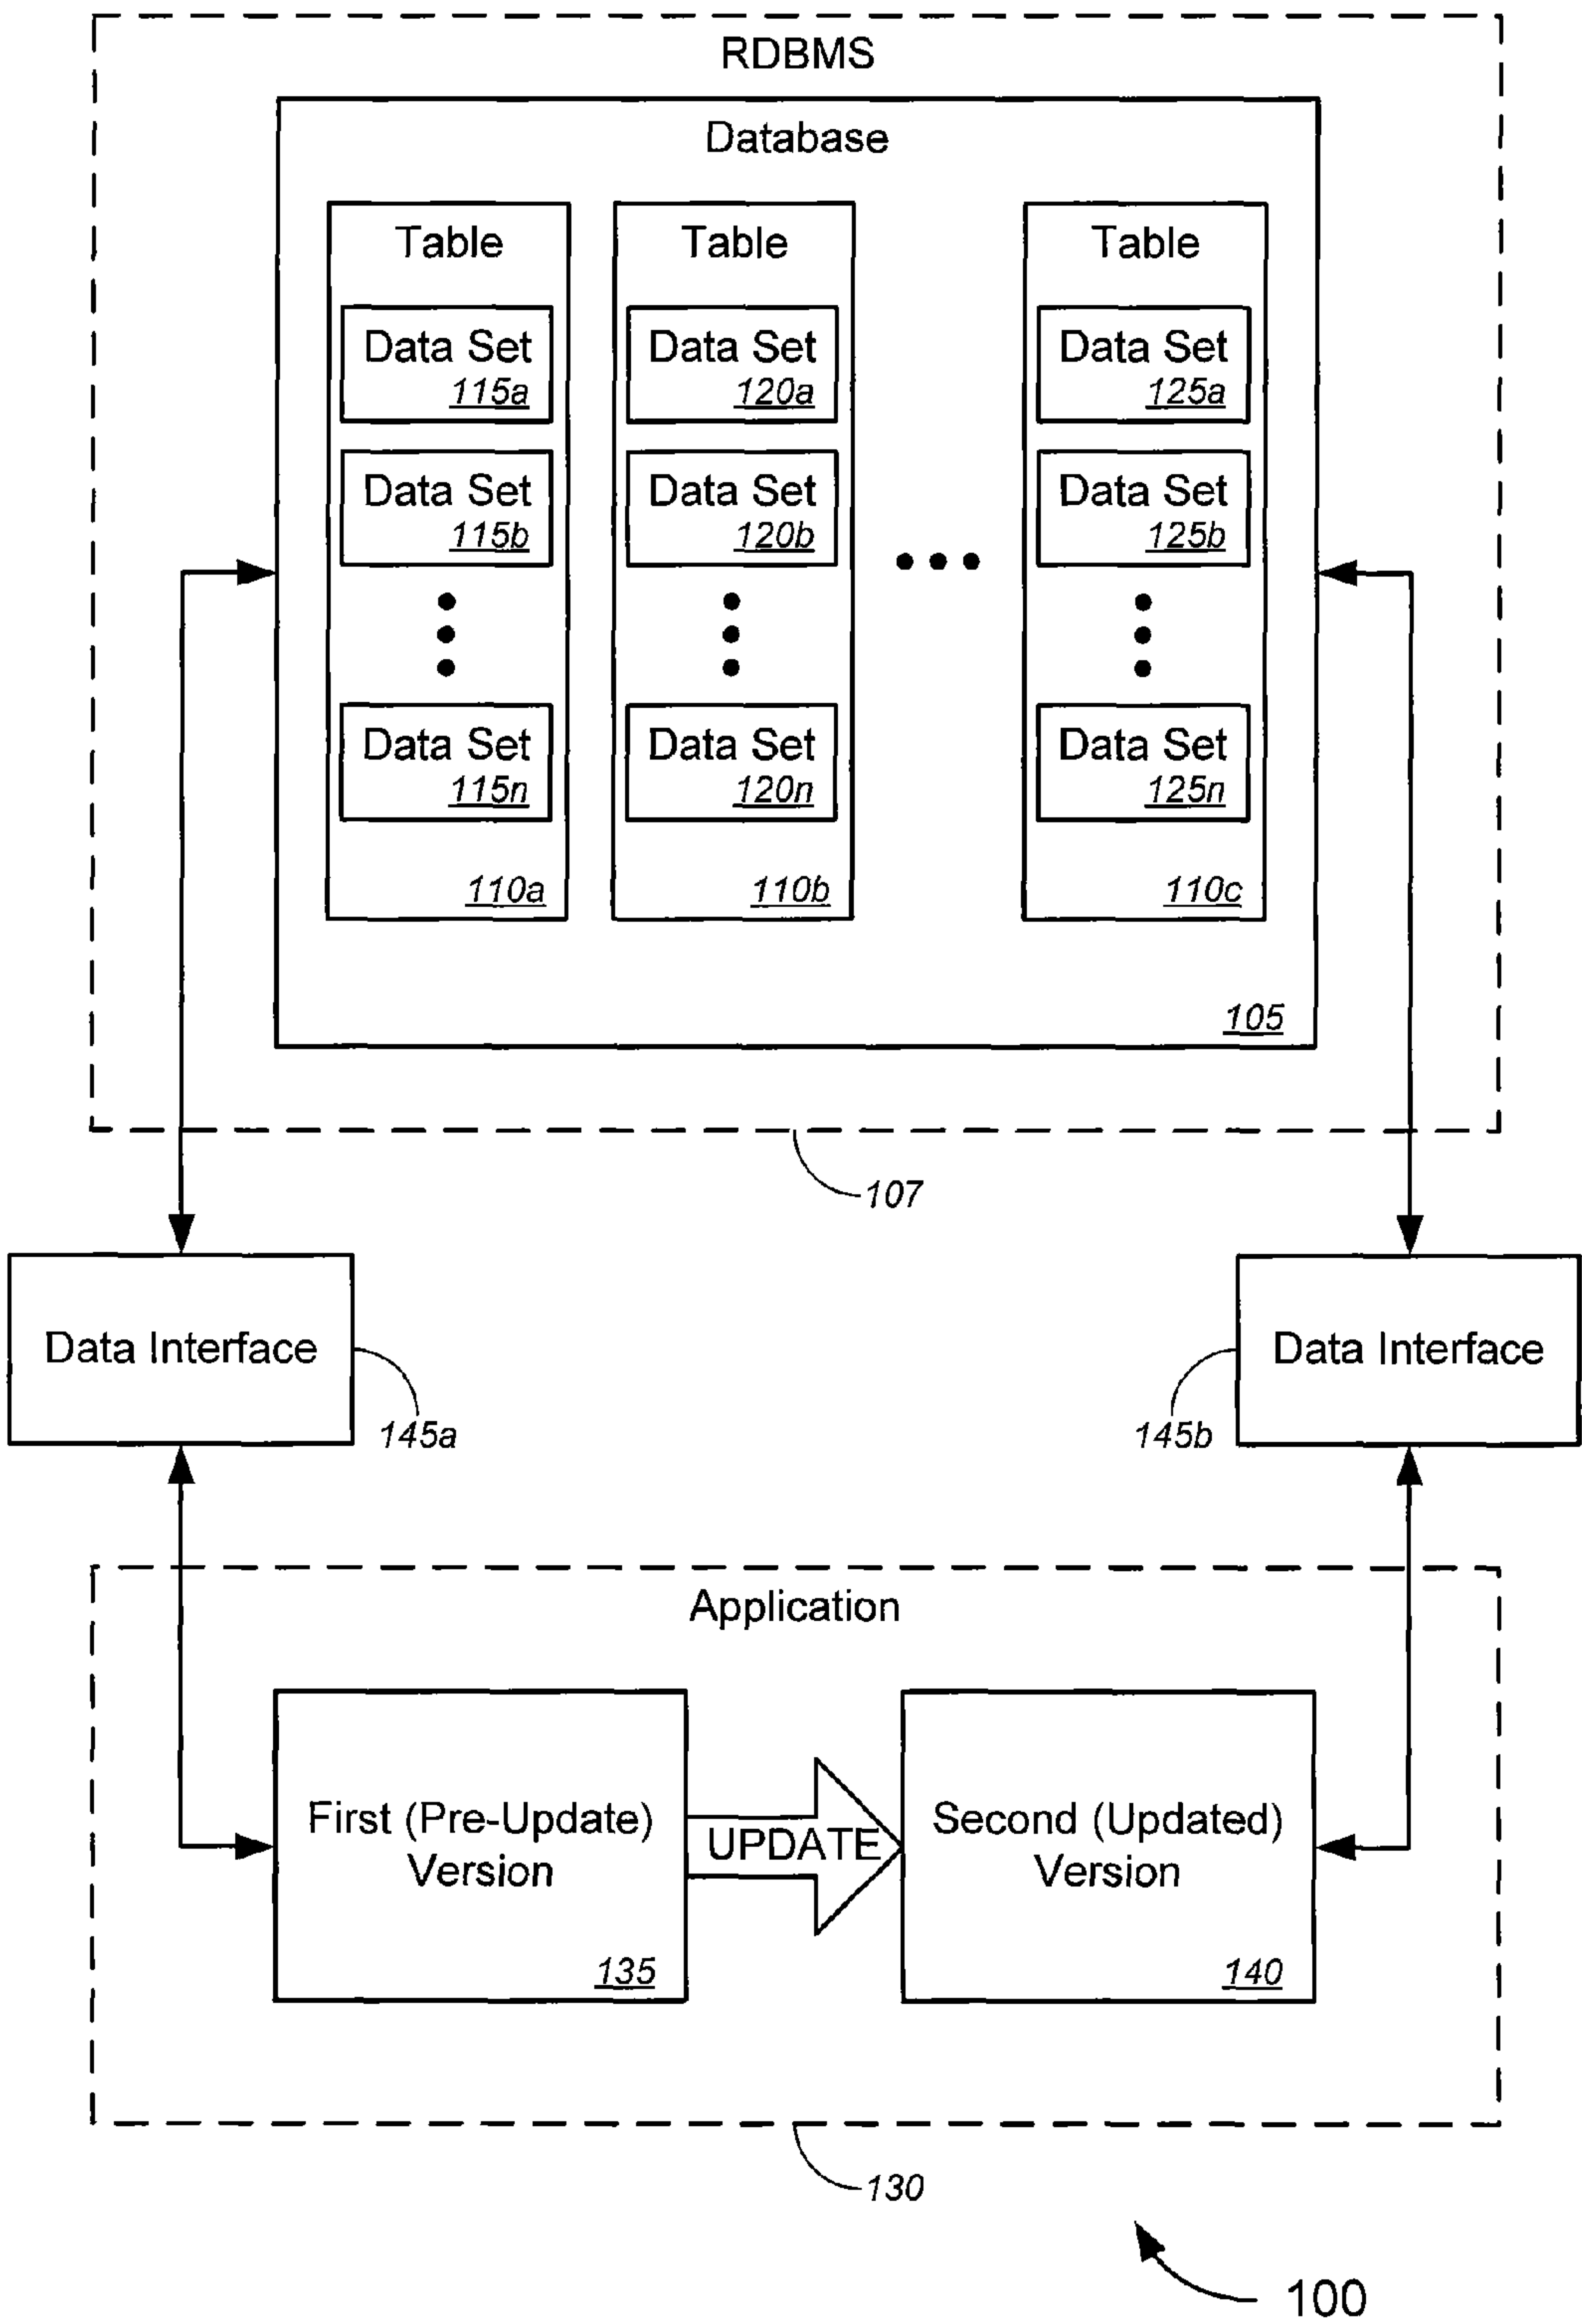 RDBMS
Database
Table
Table
Table
Data Set
115a
Data Set
120a
Data Set
125a
Data Set
115b
Data Set
120b
Data Set
125b
Data Set
115n
Data Set
120n
Data Set
125n
110a
110b
110c
105
107
Data Interface
145a
Data Interface
145b
Application
First (Pre-Update)
Version
135
UPDATE
Second (Updated)
Version
140
130
100